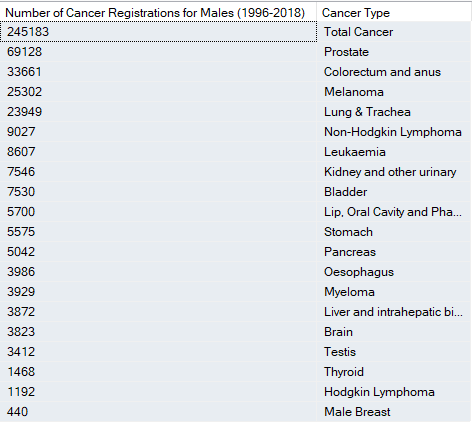 Number of Cancer Registrations for Males (1996-2018) Cancer Type
245183 Total Cancer
69128 Prostate
33661 Colorectum and anus
25302 Melanoma
23949 Lung & Trachea
9027 Non-Hodgkin Lymphoma
8607 Leukaemia
7546 Kidney and other urinary
7530 Bladder
5700 Lip, Oral Cavity and Pha...
5575 Stomach
5042 Pancreas
3986 Oesophagus
3929 Myeloma
3872 Liver and intrahepatic bi...
3823 Brain
3412 Testis
1468 Thyroid
1192 Hodgkin Lymphoma
440 Male Breast